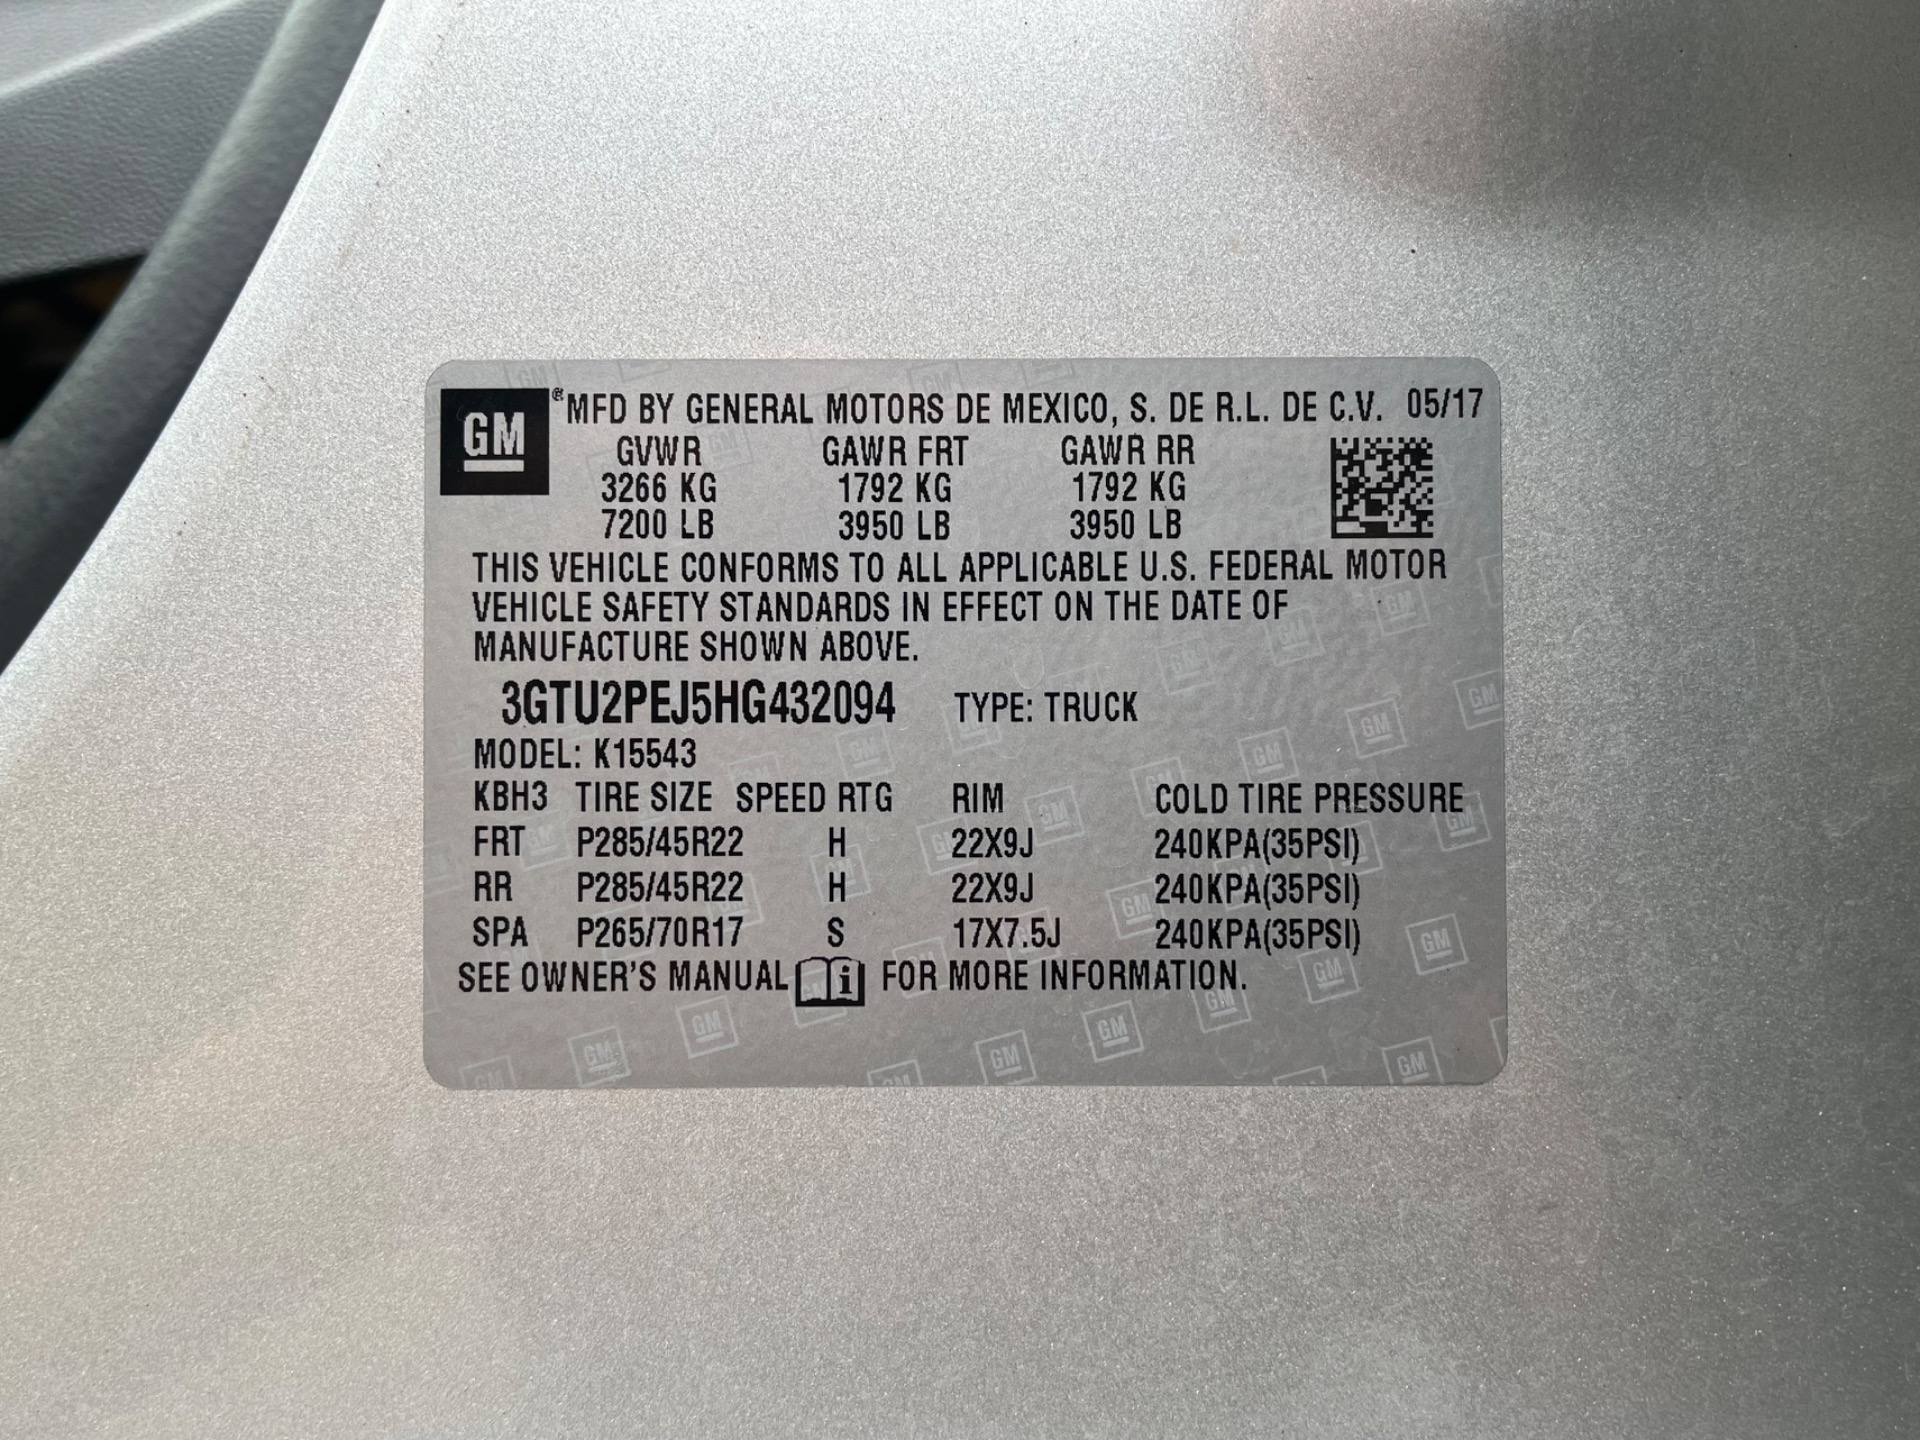 GM ® MFD BY GENERAL MOTORS DE MEXICO, S. DE R.L. DE C.V. 05/17
GVWR GAWR FRT GAWR RR
3266 KG 1792 KG 1792 KG
7200 LB 3950 LB 3950 LB
THIS VEHICLE CONFORMS TO ALL APPLICABLE U.S. FEDERAL MOTOR
VEHICLE SAFETY STANDARDS IN EFFECT ON THE DATE OF
MANUFACTURE SHOWN ABOVE.
3GTU2PEJ5HG432094 TYPE: TRUCK
MODEL: K15543
KBH3 TIRE SIZE SPEED RTG RIM COLD TIRE PRESSURE
FRT P285/45R22 H 22X9J 240KPA(35PSI)
RR P285/45R22 H 22X9J 240KPA(35PSI)
SPA P265/70R17 S 17X7.5J 240KPA(35PSI)
SEE OWNER'S MANUAL i FOR MORE INFORMATION.